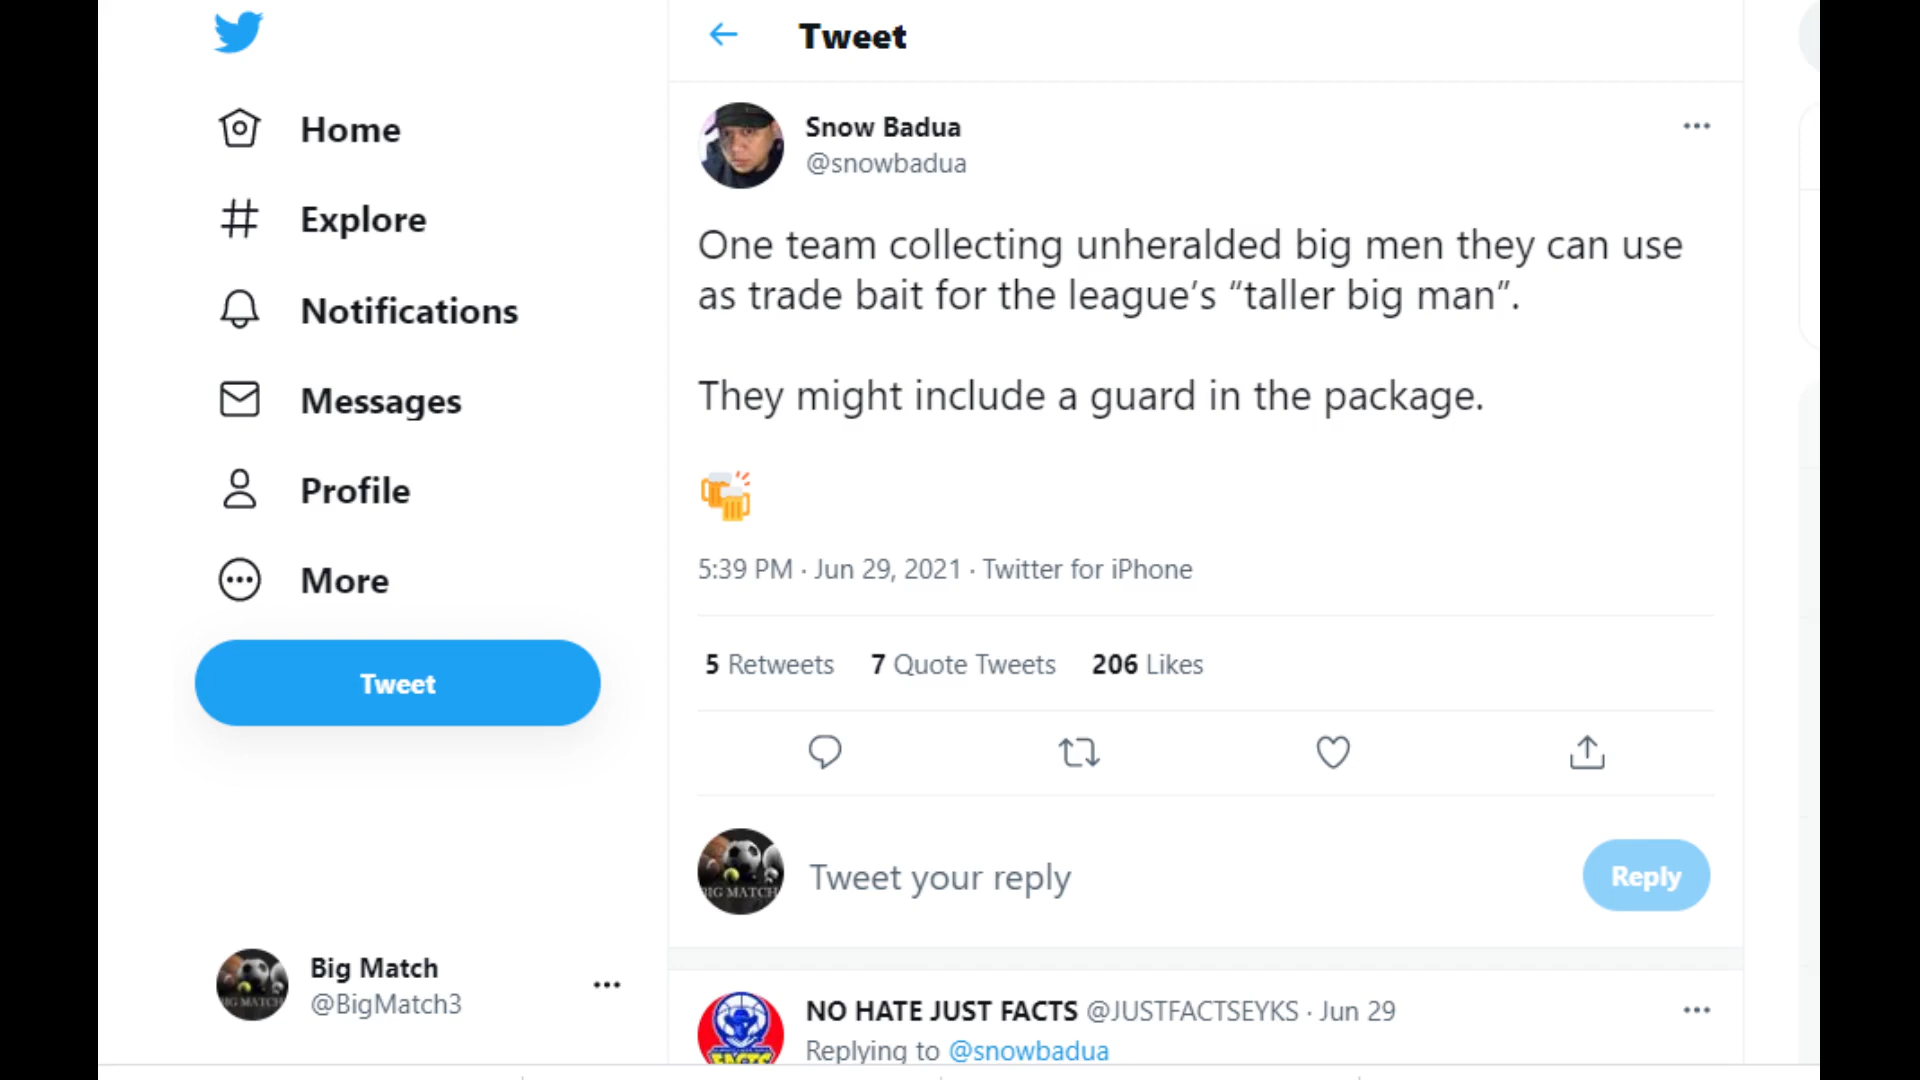 Tweet
Home
Explore
Notifications
Messages
Profile
More
Tweet
Big Match
@BigMatch3
Snow Badua
@snowbadua
One team collecting unheralded big men they can use
as trade bait for the league’s “taller big man”.
They might include a guard in the package.
5:39 PM · Jun 29, 2021 · Twitter for iPhone
5 Retweets 7 Quote Tweets 206 Likes
BIG MATCH
Tweet your reply
Reply
NO HATE JUST FACTS @JUSTFACTSEYKS · Jun 29
Replying to @snowbadua
FACTS